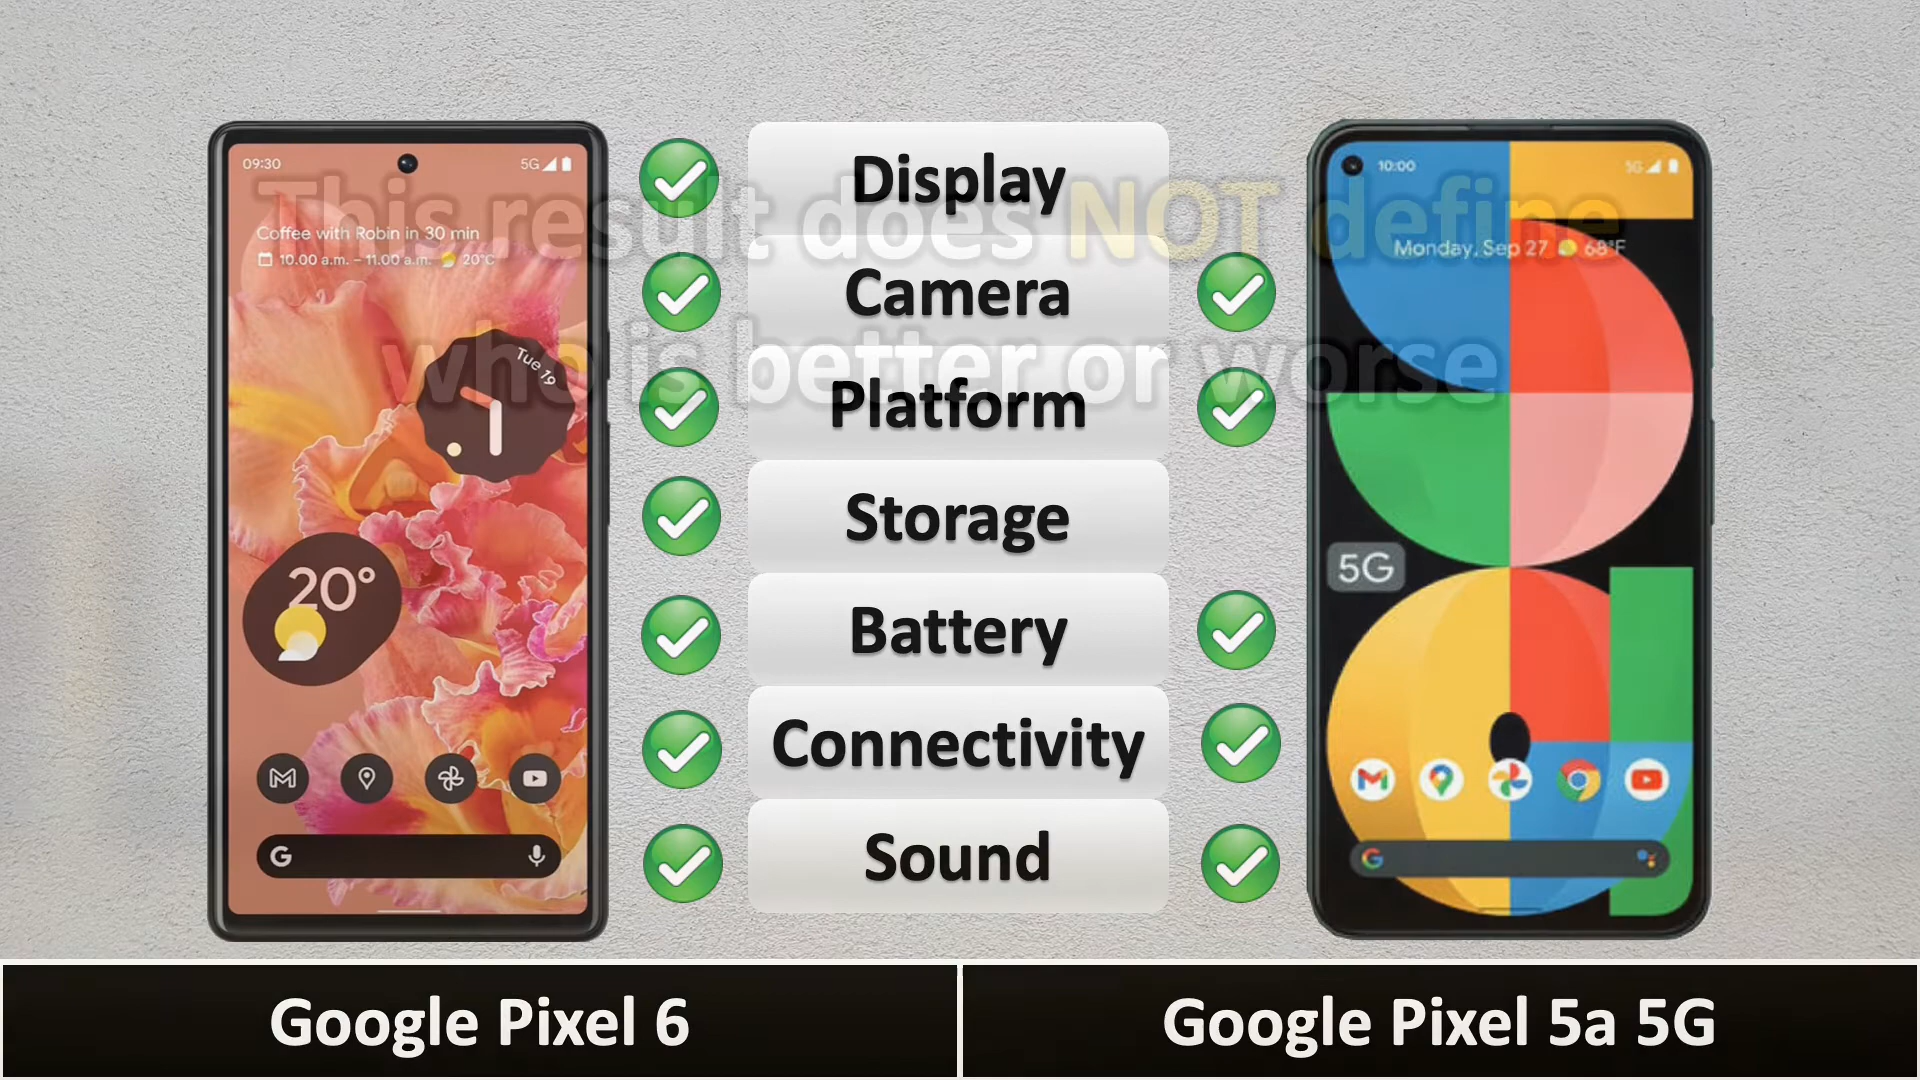 09:30
5G
Coffee with Robin in 30 min
10.00 a.m. – 11.00 a.m. 20°C
Tue 19
20°
G
This result does NOT define
who is better or worse
Display
Camera
Platform
Storage
Battery
Connectivity
Sound
10:00
5G
Monday, Sep 27 68°F
5G
G
Google Pixel 6
Google Pixel 5a 5G